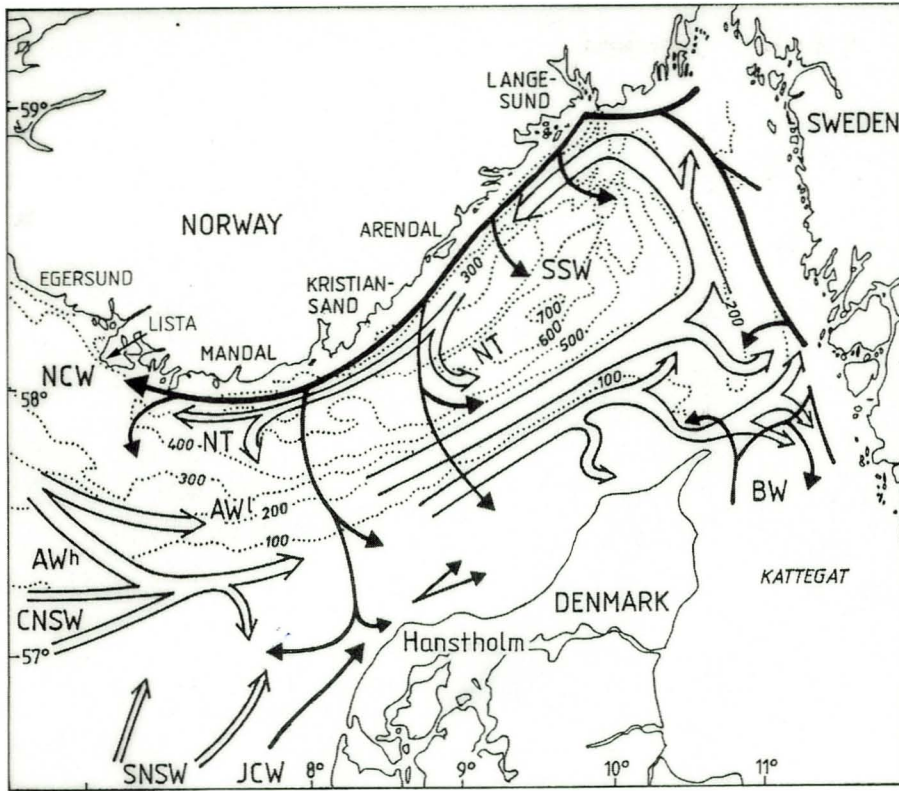 LANGE-
SUND
59°
SWEDEN
NORWAY
ARENDAL
300
SSW
EGERSUND
KRISTIAN-
SAND
LISTA
700
600
500
200
MANDAL
NT
NCW
100
58°
400
NT
300
BW
AWl
200
100
AWh
KATTEGAT
CNSW
DENMARK
Hanstholm
57°
SNSW
JCW
8°
9°
10°
11°